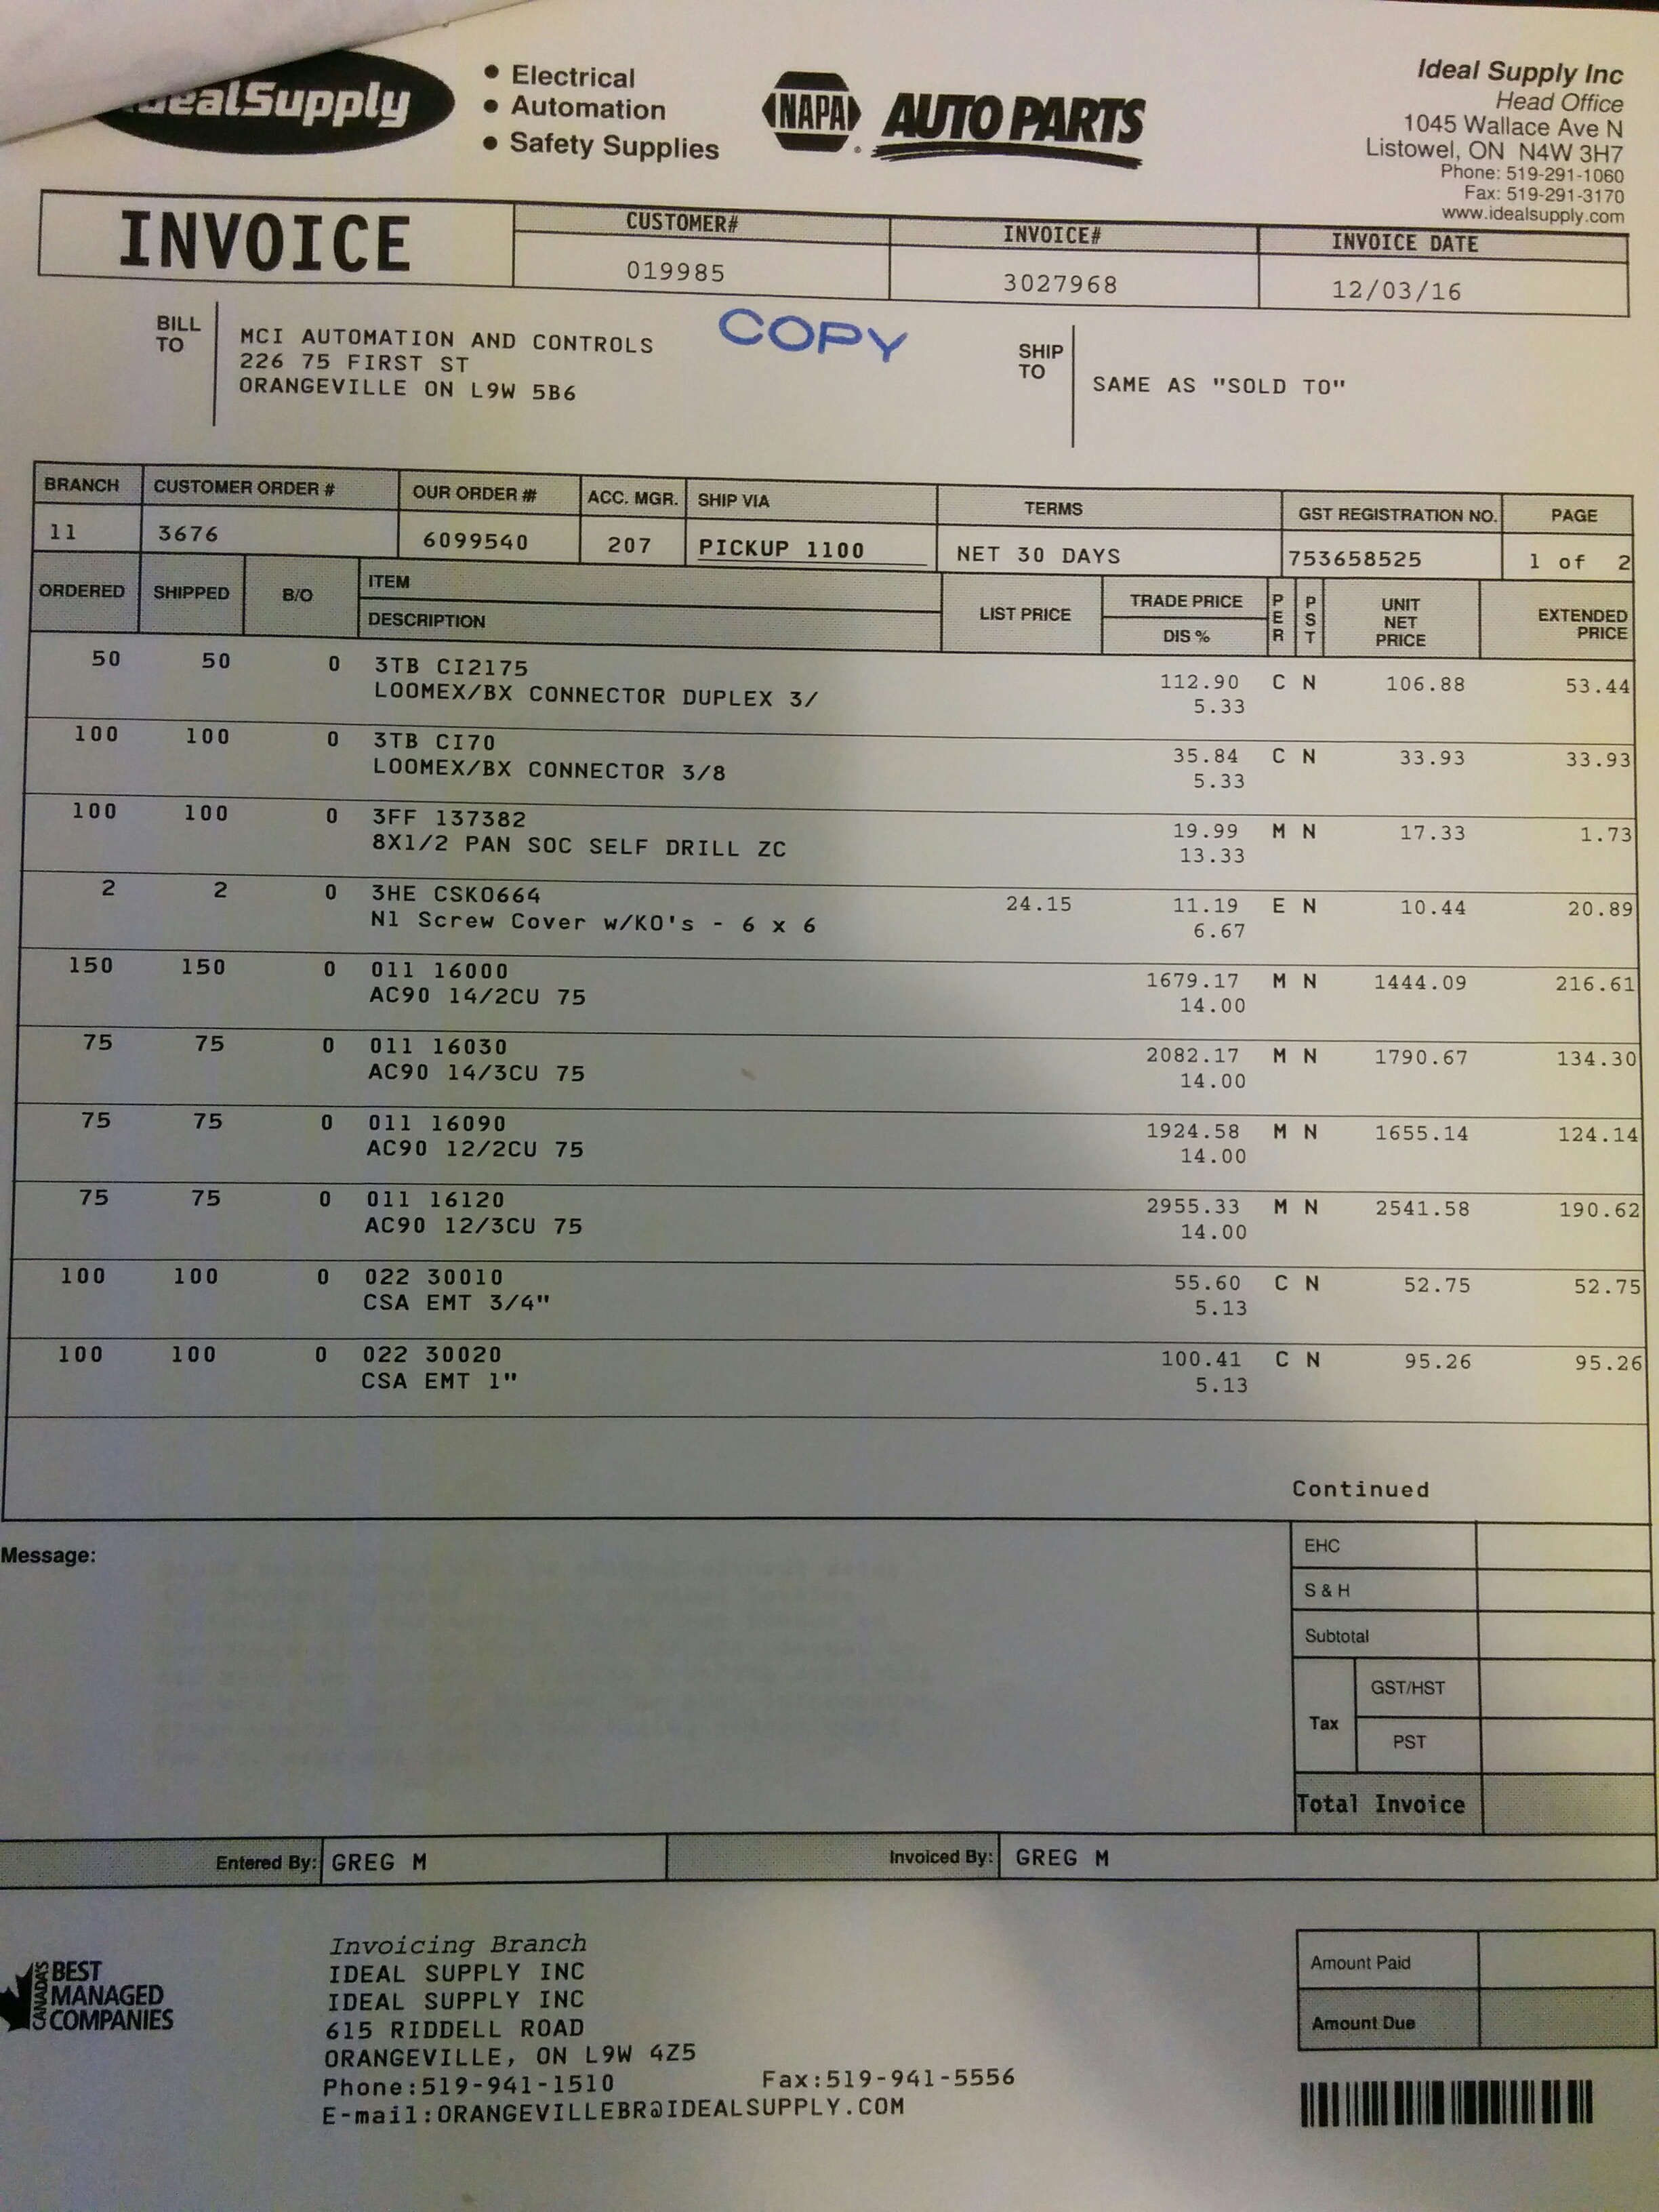 IdealSupply
• Electrical
• Automation
• Safety Supplies
NAPA AUTO PARTS
Ideal Supply Inc
Head Office
1045 Wallace Ave N
Listowel, ON N4W 3H7
Phone: 519-291-1060
Fax: 519-291-3170
www.idealsupply.com
INVOICE
CUSTOMER# INVOICE# INVOICE DATE
019985 3027968 12/03/16
COPY
BILL TO
MCI AUTOMATION AND CONTROLS
226 75 FIRST ST
ORANGEVILLE ON L9W 5B6
SHIP TO
SAME AS "SOLD TO"
BRANCH CUSTOMER ORDER # OUR ORDER # ACC. MGR. SHIP VIA TERMS GST REGISTRATION NO. PAGE
11 3676 6099540 207 PICKUP 1100 NET 30 DAYS 753658525 1 of 2
ORDERED SHIPPED B/O ITEM DESCRIPTION LIST PRICE TRADE PRICE DIS % PER PST UNIT NET PRICE EXTENDED PRICE
50 50 0 3TB CI2175 112.90 C N 106.88 53.44
LOOMEX/BX CONNECTOR DUPLEX 3/ 5.33
100 100 0 3TB CI70 35.84 C N 33.93 33.93
LOOMEX/BX CONNECTOR 3/8 5.33
100 100 0 3FF 137382 19.99 M N 17.33 1.73
8X1/2 PAN SOC SELF DRILL ZC 13.33
2 2 0 3HE CSKO664 24.15 11.19 E N 10.44 20.89
N1 Screw Cover w/KO's - 6 x 6 6.67
150 150 0 011 16000 1679.17 M N 1444.09 216.61
AC90 14/2CU 75 14.00
75 75 0 011 16030 2082.17 M N 1790.67 134.30
AC90 14/3CU 75 14.00
75 75 0 011 16090 1924.58 M N 1655.14 124.14
AC90 12/2CU 75 14.00
75 75 0 011 16120 2955.33 M N 2541.58 190.62
AC90 12/3CU 75 14.00
100 100 0 022 30010 55.60 C N 52.75 52.75
CSA EMT 3/4" 5.13
100 100 0 022 30020 100.41 C N 95.26 95.26
CSA EMT 1" 5.13
Continued
Message:
EHC
S & H
Subtotal
Tax
GST/HST
PST
Total Invoice
Entered By: GREG M Invoiced By: GREG M
CANADA'S BEST MANAGED COMPANIES
Invoicing Branch
IDEAL SUPPLY INC
IDEAL SUPPLY INC
615 RIDDELL ROAD
ORANGEVILLE, ON L9W 4Z5
Phone:519-941-1510 Fax:519-941-5556
E-mail:ORANGEVILLEBR@IDEALSUPPLY.COM
Amount Paid
Amount Due